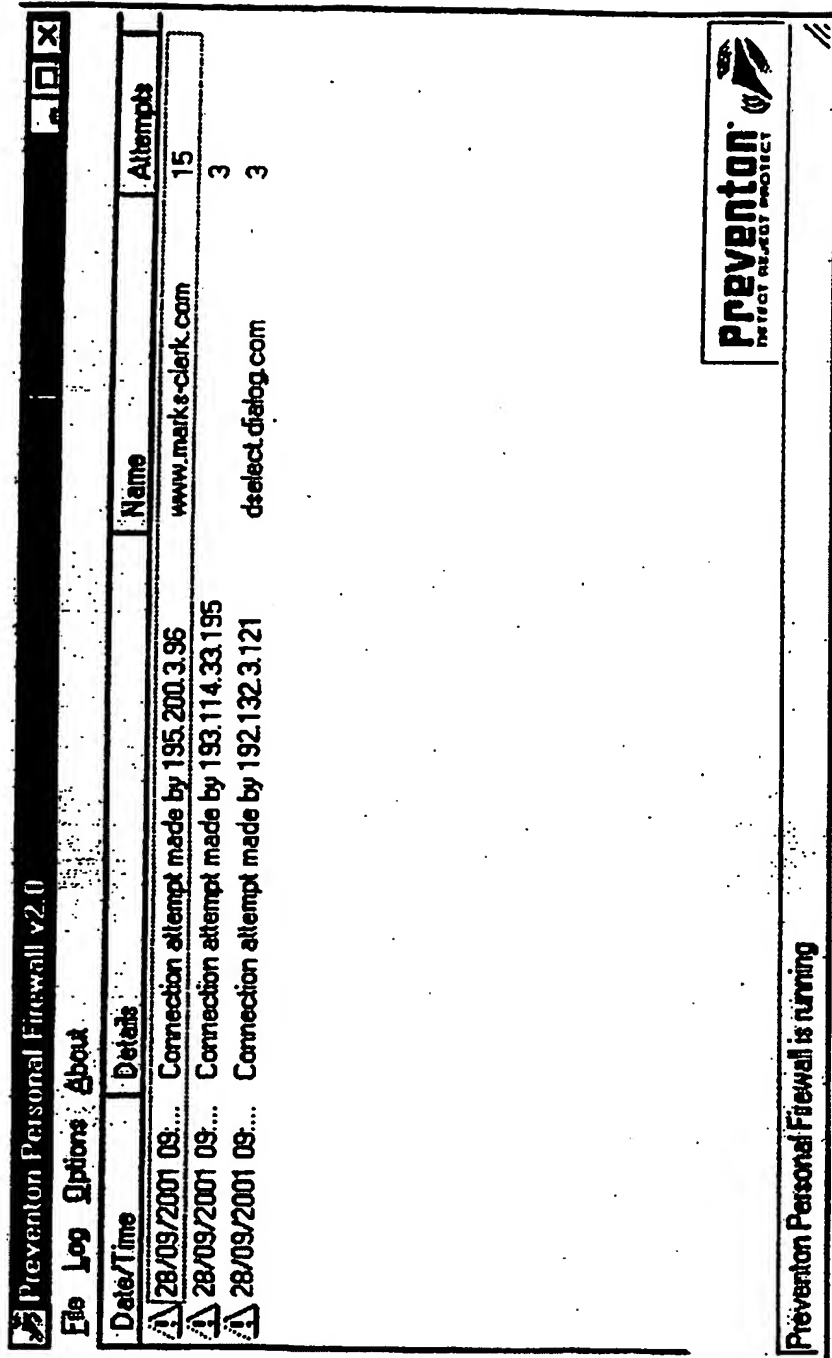 Preventon Personal Firewall v2.0
File Log Options About
Date/Time Details Name Attempts
28/09/2001 09:... Connection attempt made by 195.200.3.96 www.marks-clerk.com 15
28/09/2001 09:... Connection attempt made by 193.114.33.195 3
28/09/2001 09:... Connection attempt made by 192.132.3.121 dselect.dialog.com 3
Preventon
DETECT REJECT PROTECT
Preventon Personal Firewall is running